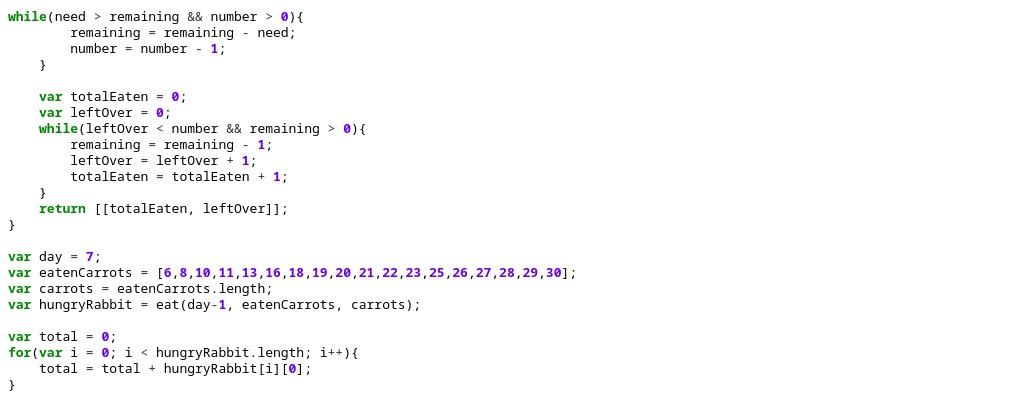 while(need > remaining && number > 0){
remaining = remaining - need;
number = number - 1;
}
var totalEaten = 0;
var leftOver = 0;
while(leftOver < number && remaining > 0){
remaining = remaining - 1;
leftOver = leftOver + 1;
totalEaten = totalEaten + 1;
}
return [[totalEaten, leftOver]];
}
var day = 7;
var eatenCarrots = [6,8,10,11,13,16,18,19,20,21,22,23,25,26,27,28,29,30];
var carrots = eatenCarrots.length;
var hungryRabbit = eat(day-1, eatenCarrots, carrots);
var total = 0;
for(var i = 0; i < hungryRabbit.length; i++){
total = total + hungryRabbit[i][0];
}